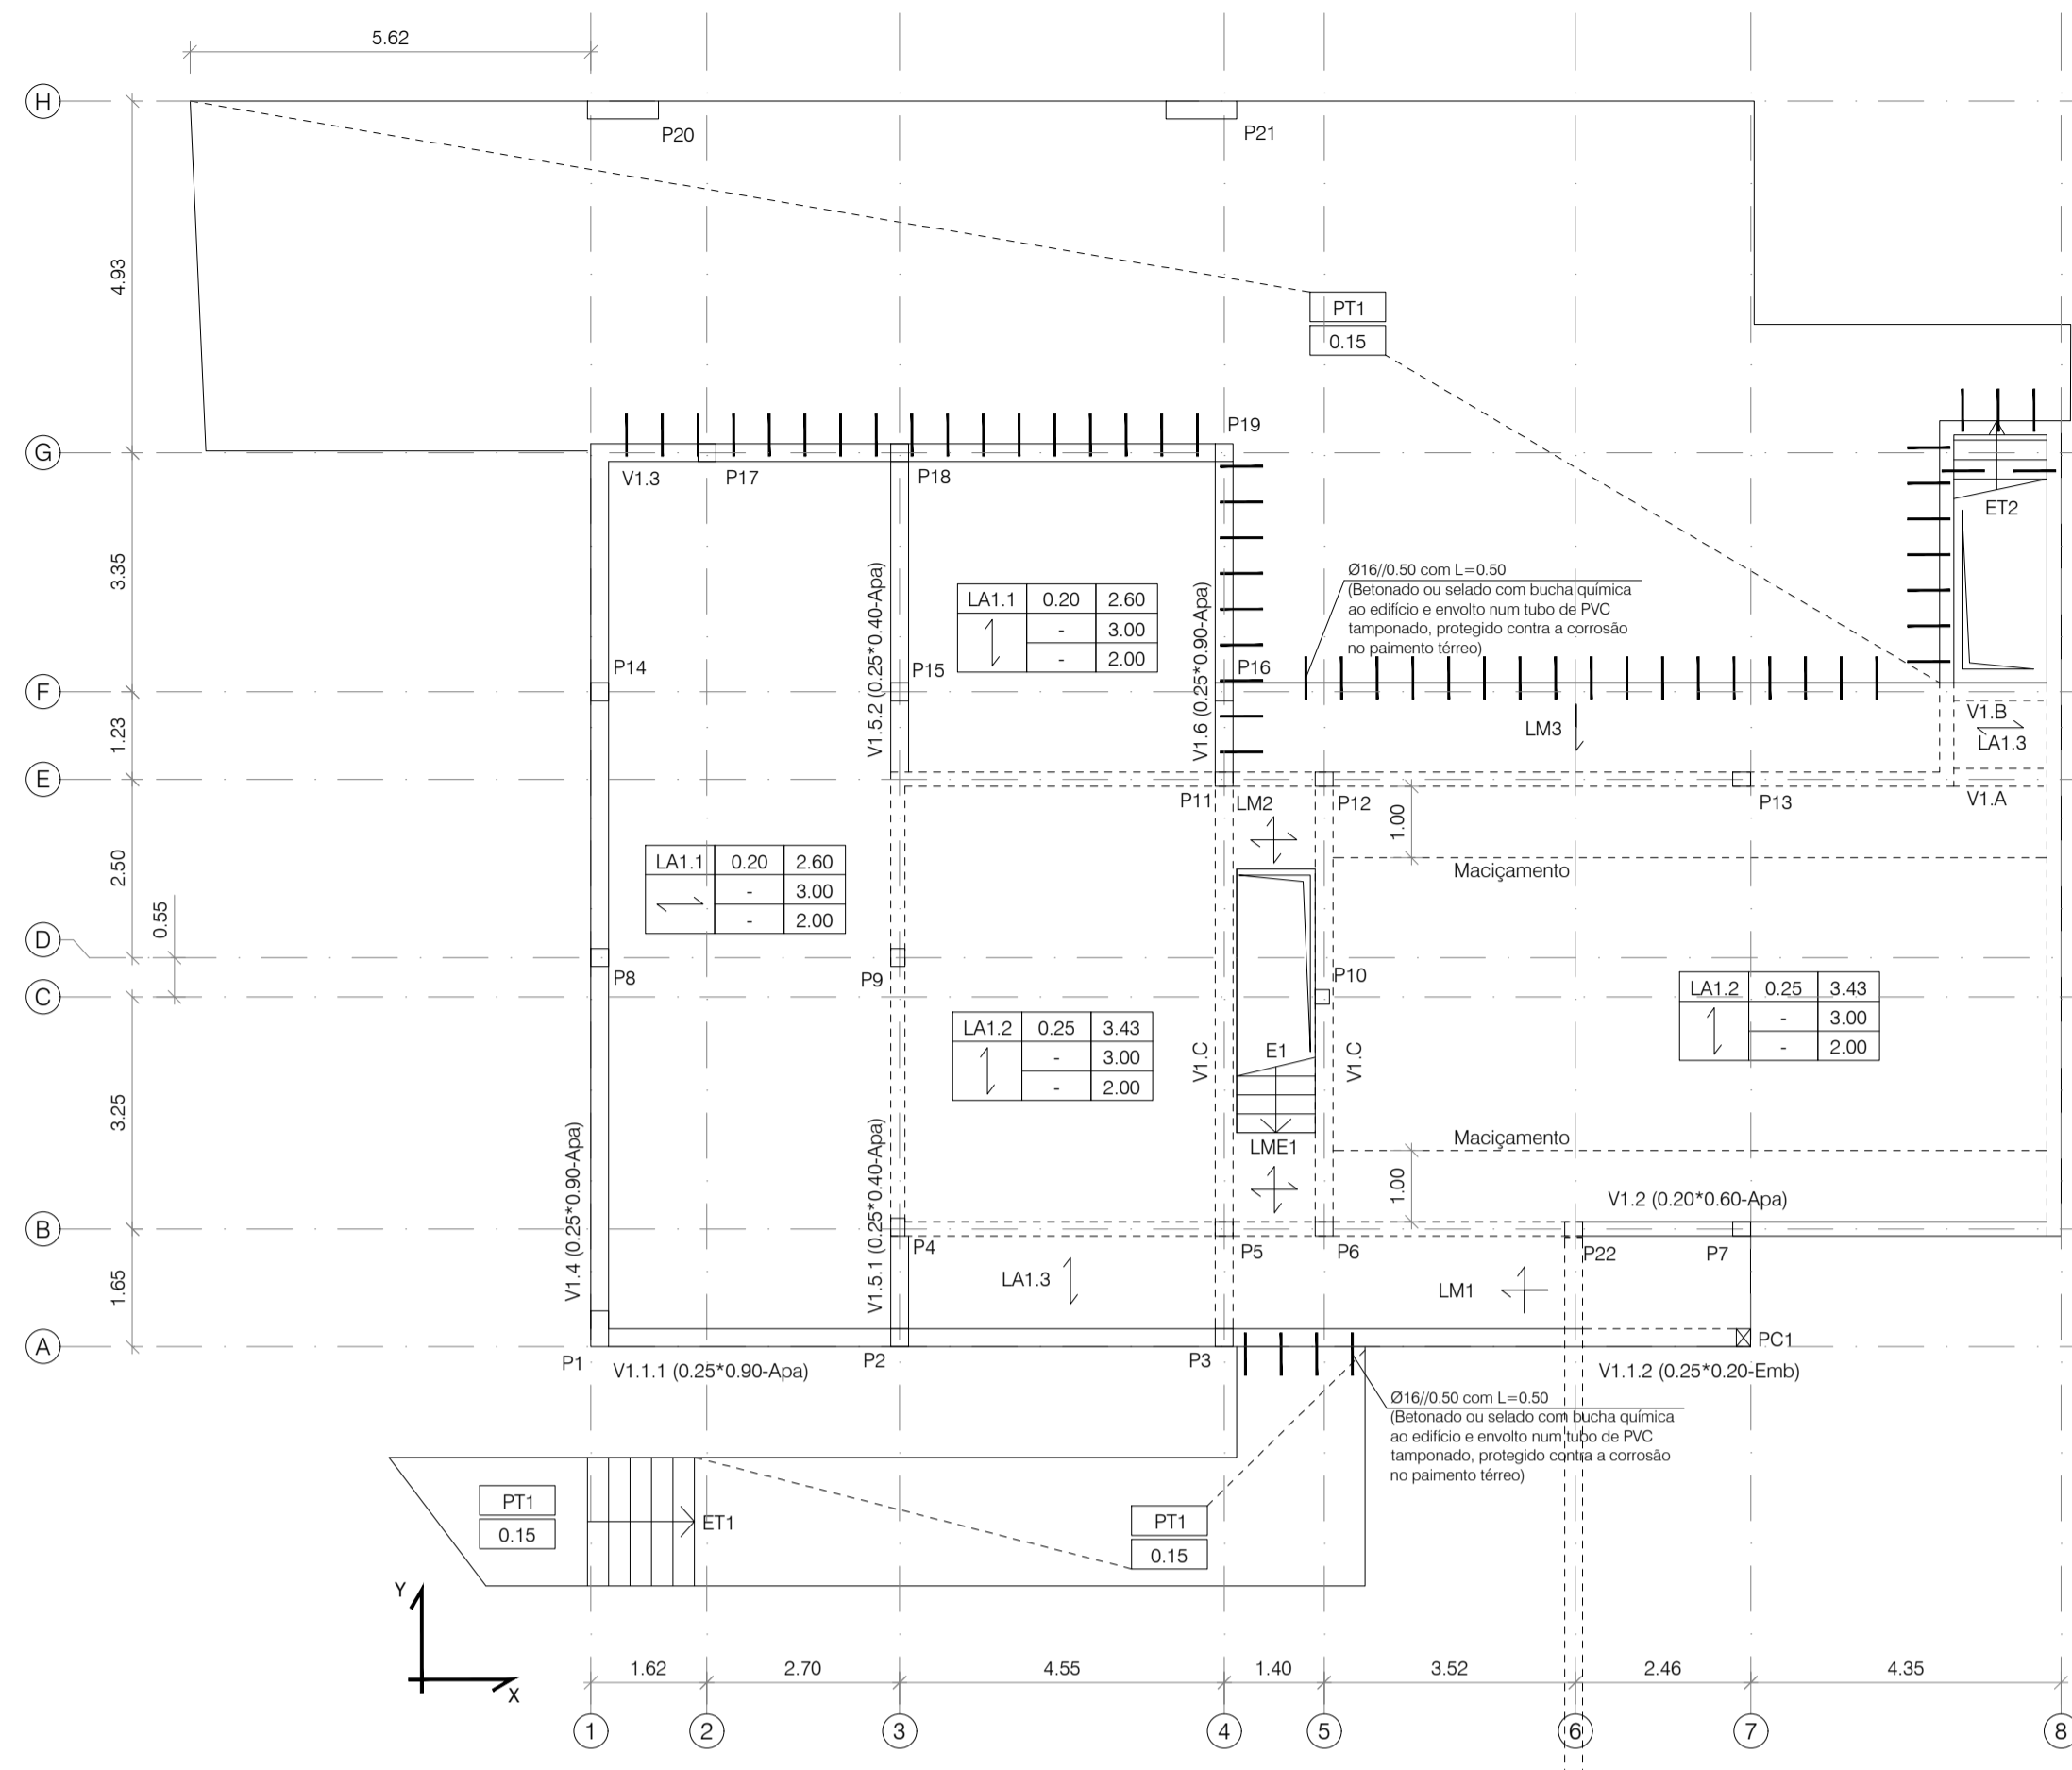 5.62
H
P20
P21
4.93
PT1
0.15
P19
G
V1.3
P17
P18
ET2
3.35
V1.5.2 (0.25*0.40-Apa)
LA1.1 0.20 2.60
- 3.00
- 2.00
V1.6 (0.25*0.90-Apa)
Ø16//0.50 com L=0.50
(Betonado ou selado com bucha química
ao edifício e envolto num tubo de PVC
tamponado, protegido contra a corrosão
no paimento térreo)
P14
P15
P16
F
1.23
LM3
V1.B
LA1.3
E
P11
LM2
P12
P13
V1.A
2.50
1.00
LA1.1 0.20 2.60
- 3.00
- 2.00
Maciçamento
0.55
D
P8
P9
P10
C
LA1.2 0.25 3.43
- 3.00
- 2.00
LA1.2 0.25 3.43
- 3.00
- 2.00
V1.C
E1
V1.C
3.25
V1.4 (0.25*0.90-Apa)
V1.5.1 (0.25*0.40-Apa)
LME1
Maciçamento
1.00
V1.2 (0.20*0.60-Apa)
B
P4
P5
P6
P22
P7
1.65
LA1.3
LM1
A
P1
P2
P3
PC1
V1.1.1 (0.25*0.90-Apa)
V1.1.2 (0.25*0.20-Emb)
Ø16//0.50 com L=0.50
(Betonado ou selado com bucha química
ao edifício e envolto num tubo de PVC
tamponado, protegido contra a corrosão
no paimento térreo)
PT1
0.15
ET1
PT1
0.15
Y
X
1.62 2.70 4.55 1.40 3.52 2.46 4.35
1 2 3 4 5 6 7 8